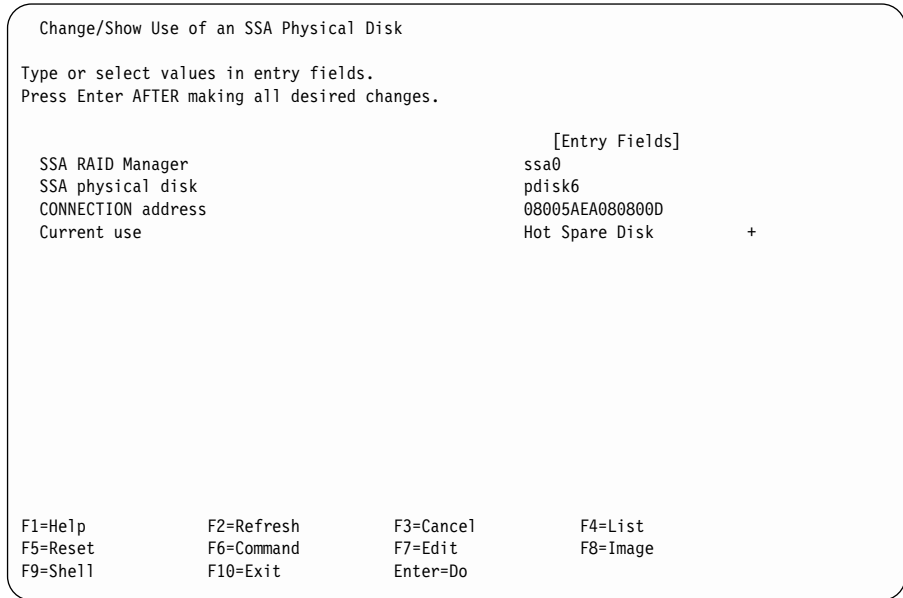 Change/Show Use of an SSA Physical Disk
Type or select values in entry fields.
Press Enter AFTER making all desired changes.
[Entry Fields]
SSA RAID Manager ssa0
SSA physical disk pdisk6
CONNECTION address 08005AEA080800D
Current use Hot Spare Disk +
F1=Help F2=Refresh F3=Cancel F4=List
F5=Reset F6=Command F7=Edit F8=Image
F9=Shell F10=Exit Enter=Do